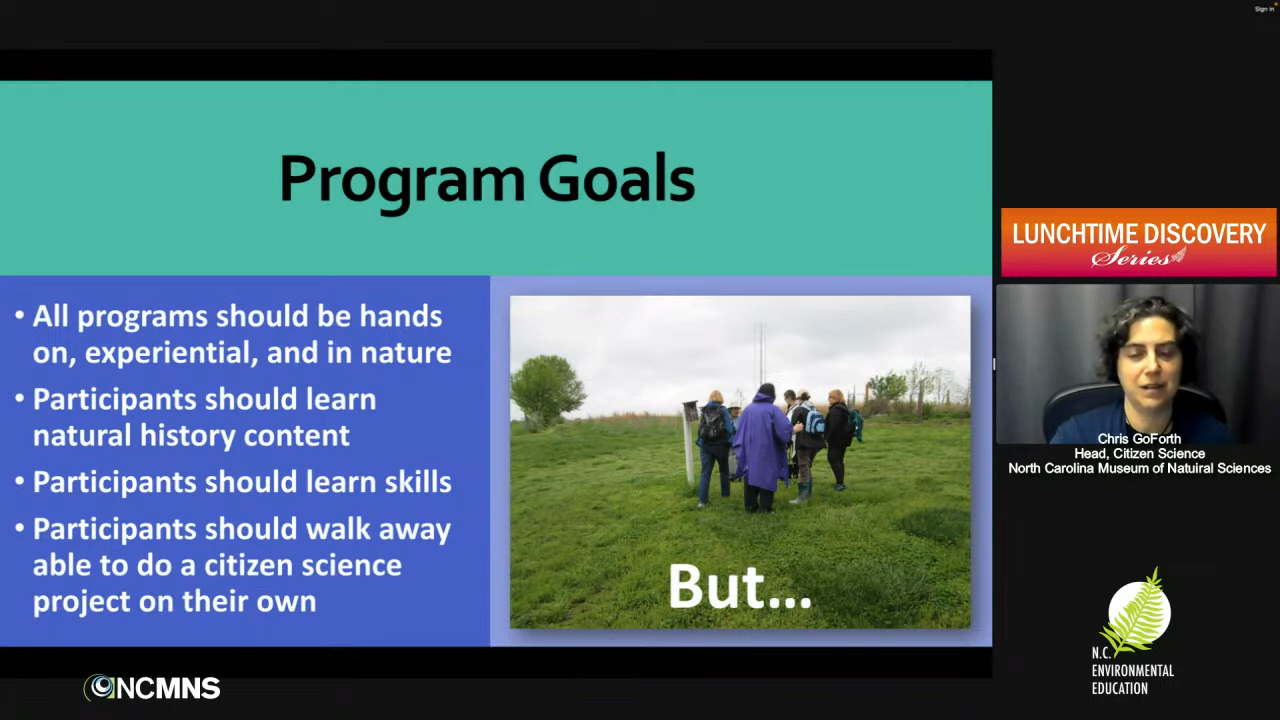 Sign in
Program Goals
• All programs should be hands
on, experiential, and in nature
• Participants should learn
natural history content
• Participants should learn skills
• Participants should walk away
able to do a citizen science
project on their own
But...
LUNCHTIME DISCOVERY
Series
Chris GoForth
Head, Citizen Science
North Carolina Museum of Natuiral Sciences
N.C.
ENVIRONMENTAL
EDUCATION
NCMNS